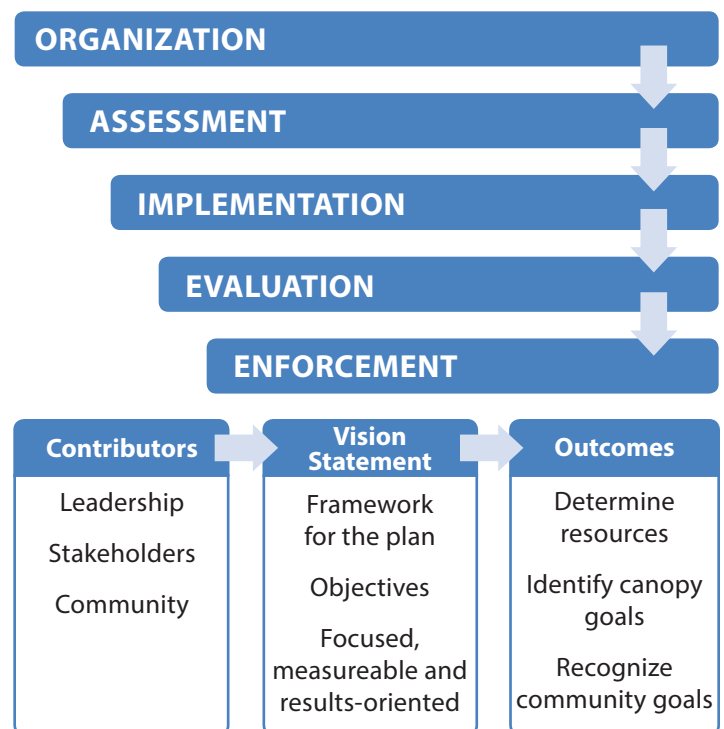 ORGANIZATION
ASSESSMENT
IMPLEMENTATION
EVALUATION
ENFORCEMENT
Contributors
Leadership
Stakeholders
Community
Vision
Statement
Framework
for the plan
Objectives
Focused,
measureable and
results-oriented
Outcomes
Determine
resources
Identify canopy
goals
Recognize
community goals